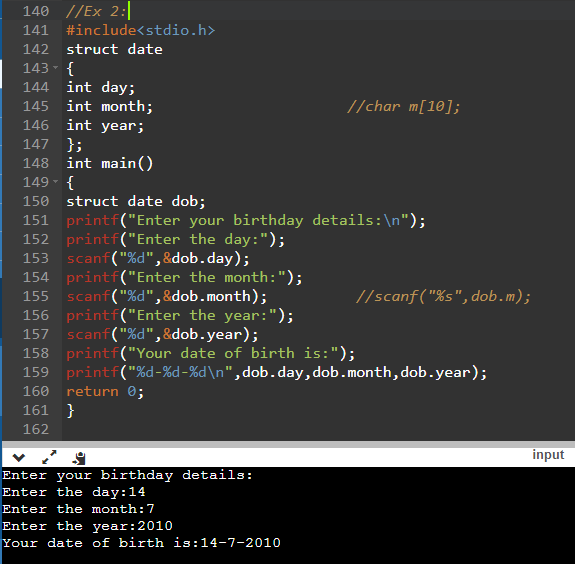 140 //Ex 2:
141 #include<stdio.h>
142 struct date
143 {
144 int day;
145 int month; //char m[10];
146 int year;
147 };
148 int main()
149 {
150 struct date dob;
151 printf("Enter your birthday details:\n");
152 printf("Enter the day:");
153 scanf("%d",&dob.day);
154 printf("Enter the month:");
155 scanf("%d",&dob.month); //scanf("%s",dob.m);
156 printf("Enter the year:");
157 scanf("%d",&dob.year);
158 printf("Your date of birth is:");
159 printf("%d-%d-%d\n",dob.day,dob.month,dob.year);
160 return 0;
161 }
162
input
Enter your birthday details:
Enter the day:14
Enter the month:7
Enter the year:2010
Your date of birth is:14-7-2010